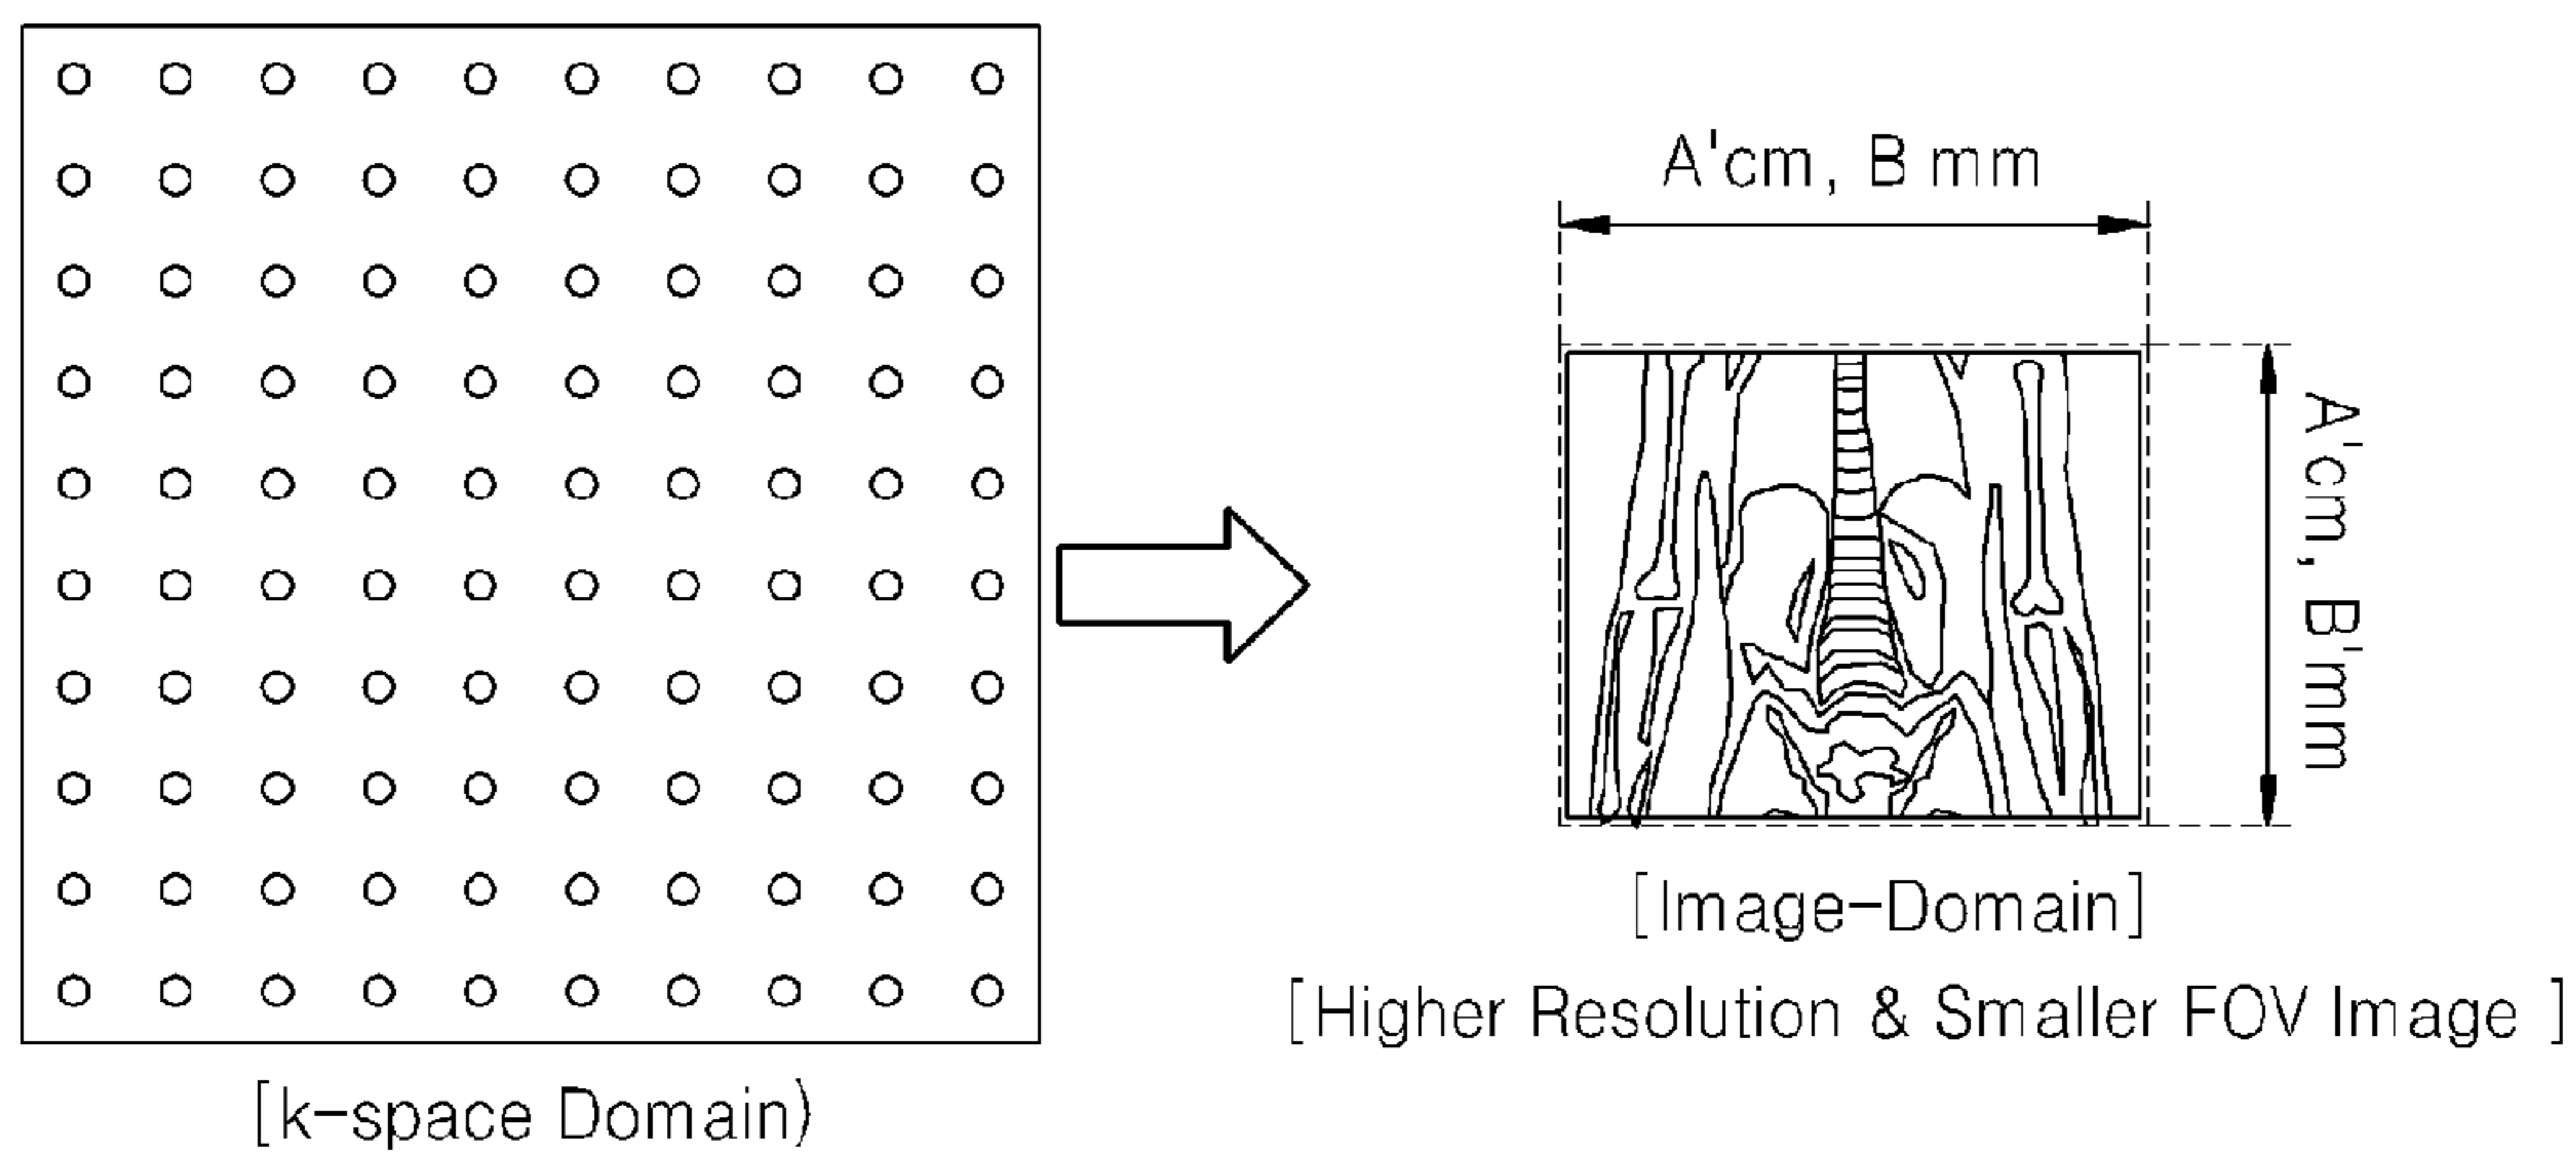 A'cm, B mm
A'cm, B'mm
[Image-Domain]
[Higher Resolution & Smaller FOV Image ]
[k-space Domain)